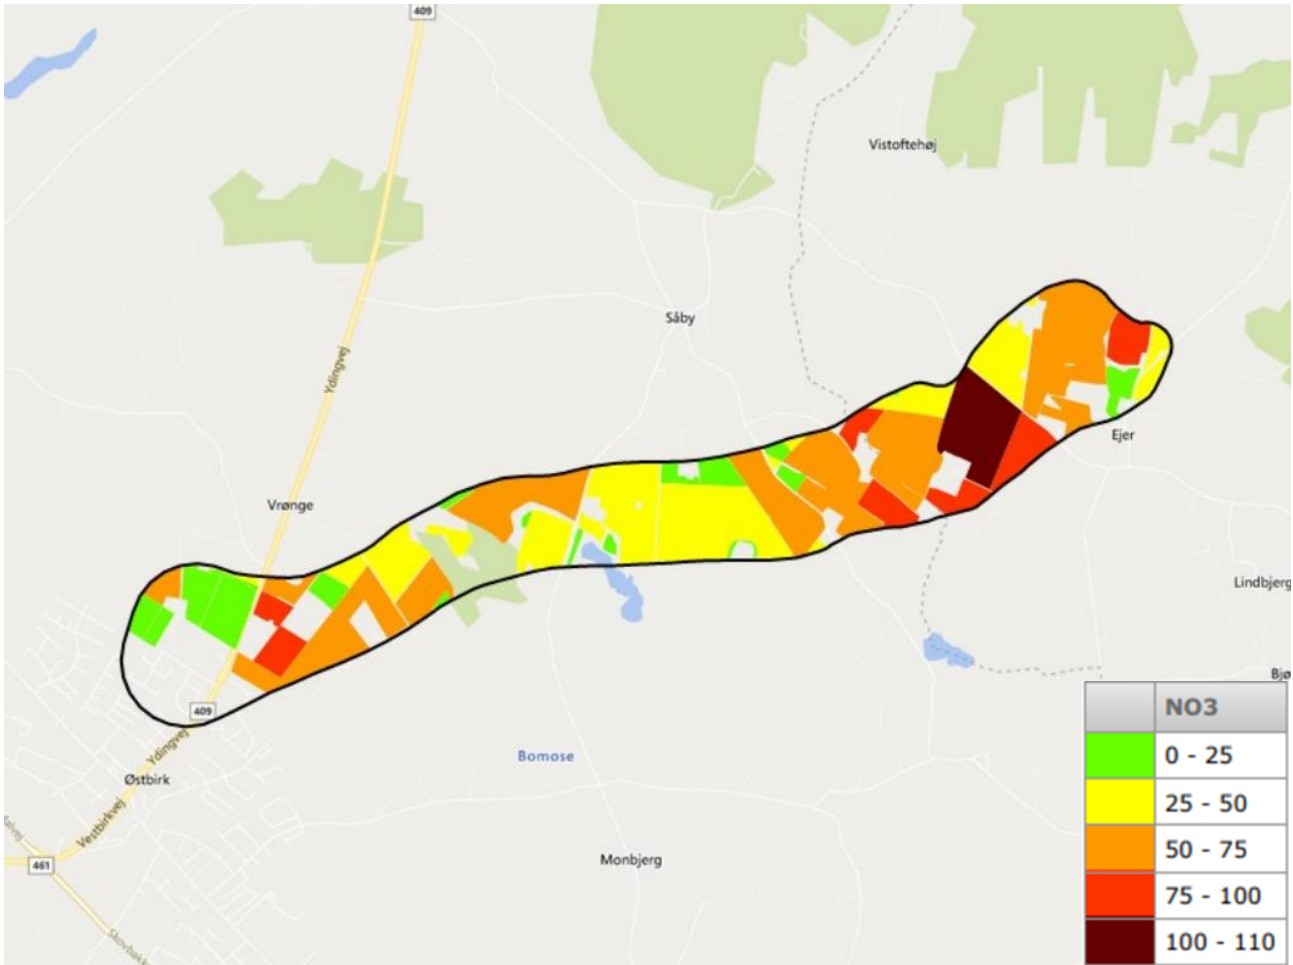 409
Vistoftehøj
Såby
Ydingvej
Ejer
Vrønge
Lindbjerg
409
Ydingvej
Bomose
Østbirk
Vestbirkvej
Monbjerg
461
NO3
0 - 25
25 - 50
50 - 75
75 - 100
100 - 110